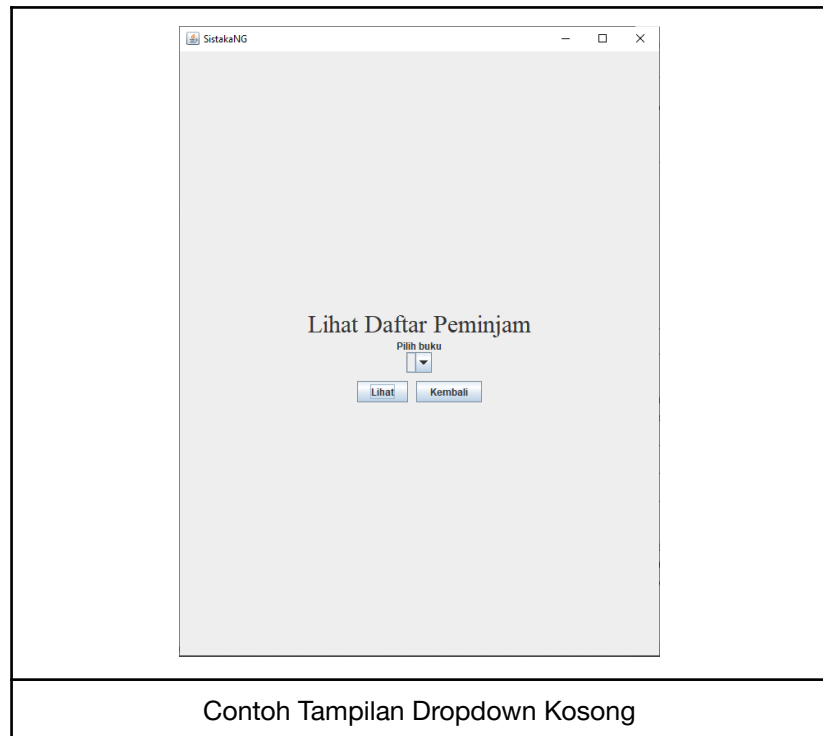 SistakaNG
Lihat Daftar Peminjam
Pilih buku
Lihat Kembali
Contoh Tampilan Dropdown Kosong